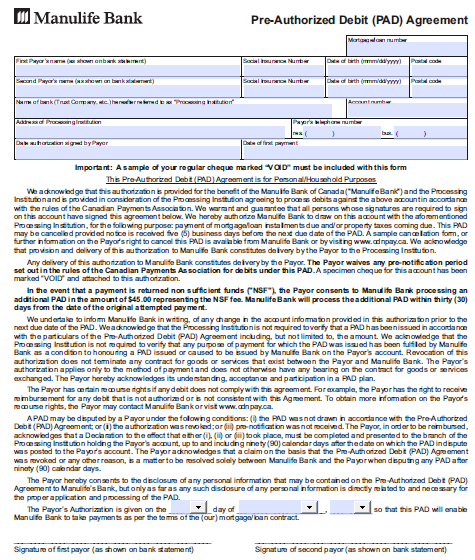 Manulife Bank
Pre-Authorized Debit (PAD) Agreement
Mortgage/loan number
First Payor's name (as shown on bank statement) Social Insurance Number Date of birth (mmm/dd/yyyy) Postal code
Second Payor's name (as shown on bank statement) Social Insurance Number Date of birth (mmm/dd/yyyy) Postal code
Name of bank (Trust Company, etc.) hereafter referred to as "Processing Institution" Account number
Address of Processing Institution Payor's telephone number
res. ( ) bus. ( )
Date authorization signed by Payor Date of first payment
Important: A sample of your regular cheque marked "VOID" must be included with this form
This Pre-Authorized Debit (PAD) Agreement is for Personal/Household Purposes
We acknowledge that this authorization is provided for the benefit of the Manulife Bank of Canada ("Manulife Bank") and the Processing
Institution and is provided in consideration of the Processing Institution agreeing to process debits against the above account in accordance
with the rules of the Canadian Payments Association. We warrant and guarantee that all persons whose signatures are required to sign
on this account have signed this agreement below. We hereby authorize Manulife Bank to draw on this account with the aforementioned
Processing Institution, for the following purpose: payment of mortgage/loan instalments due and/or property taxes coming due. This PAD
may be cancelled provided notice is received five (5) business days before the next due date of the PAD. A sample cancellation form, or
further information on the Payor's right to cancel this PAD is available from Manulife Bank or by visiting www.cdnpay.ca. We acknowledge
that provision and delivery of this authorization to Manulife Bank constitutes delivery by the Payor to the Processing Institution.
Any delivery of this authorization to Manulife Bank constitutes delivery by the Payor. The Payor waives any pre-notification period
set out in the rules of the Canadian Payments Association for debits under this PAD. A specimen cheque for this account has been
marked "VOID" and attached to this authorization.
In the event that a payment is returned non sufficient funds ("NSF"), the Payor consents to Manulife Bank processing an
additional PAD in the amount of $45.00 representing the NSF fee. Manulife Bank will process the additional PAD within thirty (30)
days from the date of the original attempted payment.
We undertake to inform Manulife Bank in writing, of any change in the account information provided in this authorization prior to the
next due date of the PAD. We acknowledge that the Processing Institution is not required to verify that a PAD has been issued in accordance
with the particulars of the Pre-Authorized Debit (PAD) Agreement including, but not limited to, the amount. We acknowledge that the
Processing Institution is not required to verify that any purpose of payment for which the PAD was issued has been fulfilled by Manulife
Bank as a condition to honouring a PAD issued or caused to be issued by Manulife Bank on the Payor's account. Revocation of this
authorization does not terminate any contract for goods or services that exists between the Payor and Manulife Bank. The Payor's
authorization applies only to the method of payment and does not otherwise have any bearing on the contract for goods or services
exchanged. The Payor hereby acknowledges its understanding, acceptance and participation in a PAD plan.
The Payor has certain recourse rights if any debit does not comply with this agreement. For example, the Payor has the right to receive
reimbursement for any debit that is not authorized or is not consistent with this Agreement. To obtain more information on the Payor's
recourse rights, the Payor may contact Manulife Bank or visit www.cdnpay.ca.
A PAD may be disputed by a Payor under the following conditions: (i) the PAD was not drawn in accordance with the Pre-Authorized
Debit (PAD) Agreement; or (ii) the authorization was revoked; or (iii) pre-notification was not received. The Payor, in order to be reimbursed,
acknowledges that a Declaration to the effect that either (i), (ii) or (iii) took place, must be completed and presented to the branch of the
Processing Institution holding the Payor's account, up to and including ninety (90) calendar days after the date on which the PAD in dispute
was posted to the Payor's account. The Payor acknowledges that a claim on the basis that the Pre-Authorized Debit (PAD) Agreement
was revoked or any other reason, is a matter to be resolved solely between Manulife Bank and the Payor when disputing any PAD after
ninety (90) calendar days.
The Payor hereby consents to the disclosure of any personal information that may be contained on the Pre-Authorized Debit (PAD)
Agreement to Manulife's Bank, but only as far as any such disclosure of any personal information is directly related to and necessary for
the proper application and processing of the PAD.
The Payor's Authorization is given on the day of , , so that this PAD will enable
Manulife Bank to take payments as per the terms of the (our) mortgage/loan contract.
Signature of first payor (as shown on bank statement) Signature of second payor (as shown on bank statement)